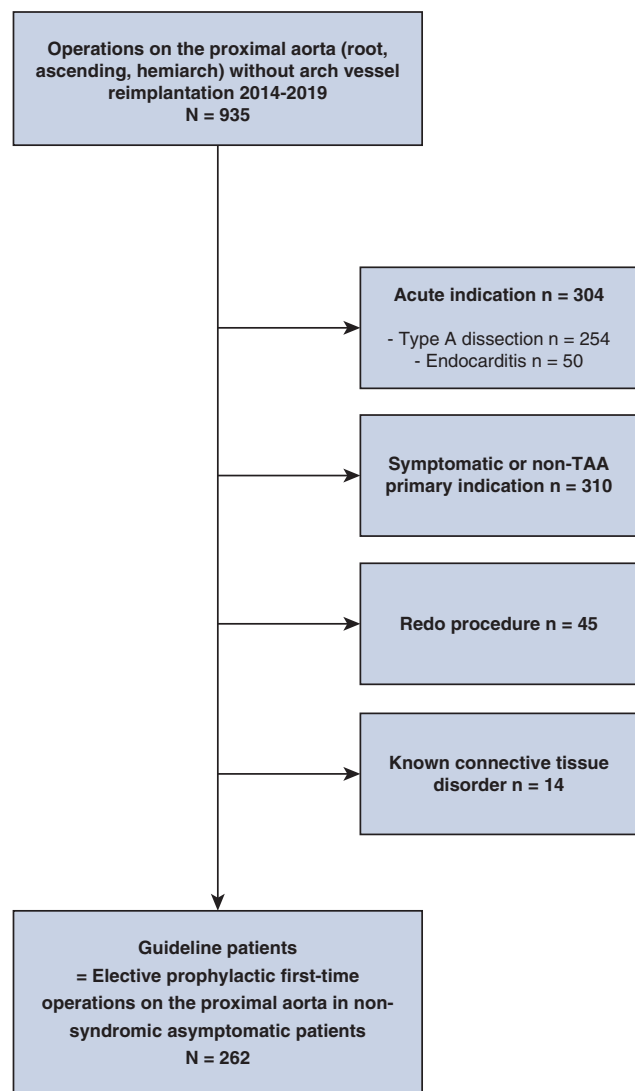 Operations on the proximal aorta (root,
ascending, hemiarch) without arch vessel
reimplantation 2014-2019
N = 935
Acute indication n = 304
- Type A dissection n = 254
- Endocarditis n = 50
Symptomatic or non-TAA
primary indication n = 310
Redo procedure n = 45
Known connective tissue
disorder n = 14
Guideline patients
= Elective prophylactic first-time
operations on the proximal aorta in non-
syndromic asymptomatic patients
N = 262